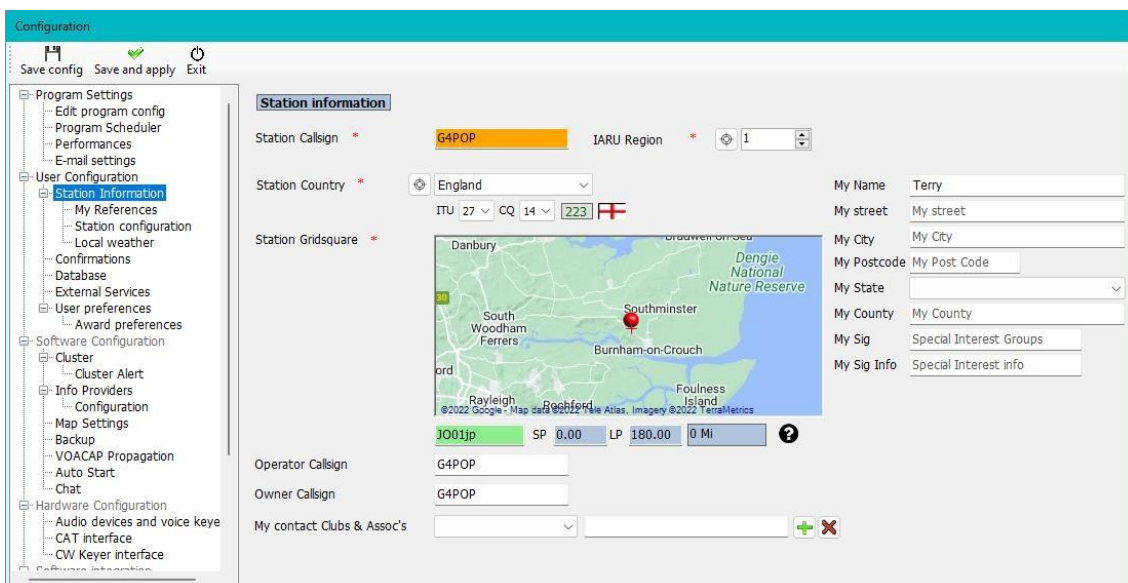 Configuration
Save config Save and apply Exit
Program Settings
Edit program config
Program Scheduler
Performances
E-mail settings
User Configuration
Station Information
My References
Station configuration
Local weather
Confirmations
Database
External Services
User preferences
Award preferences
Software Configuration
Cluster
Cluster Alert
Info Providers
Configuration
Map Settings
Backup
VOACAP Propagation
Auto Start
Chat
Hardware Configuration
Audio devices and voice keye
CAT interface
CW Keyer interface
Software integration
Station information
Station Callsign * G4POP IARU Region * 1
Station Country * England
ITU 27 CQ 14 223
Station Gridsquare *
Danbury
Bradwell-on-Sea
Dengie
National
Nature Reserve
30
South
Woodham
Ferrers
Southminster
Burnham-on-Crouch
ord
Rayleigh
Rochford
Foulness
Island
©2022 Google - Map data ©2022 Tele Atlas, Imagery ©2022 TerraMetrics
JO01jp SP 0.00 LP 180.00 0 Mi ?
Operator Callsign G4POP
Owner Callsign G4POP
My contact Clubs & Assoc's
My Name Terry
My street My street
My City My City
My Postcode My Post Code
My State
My County My County
My Sig Special Interest Groups
My Sig Info Special Interest info